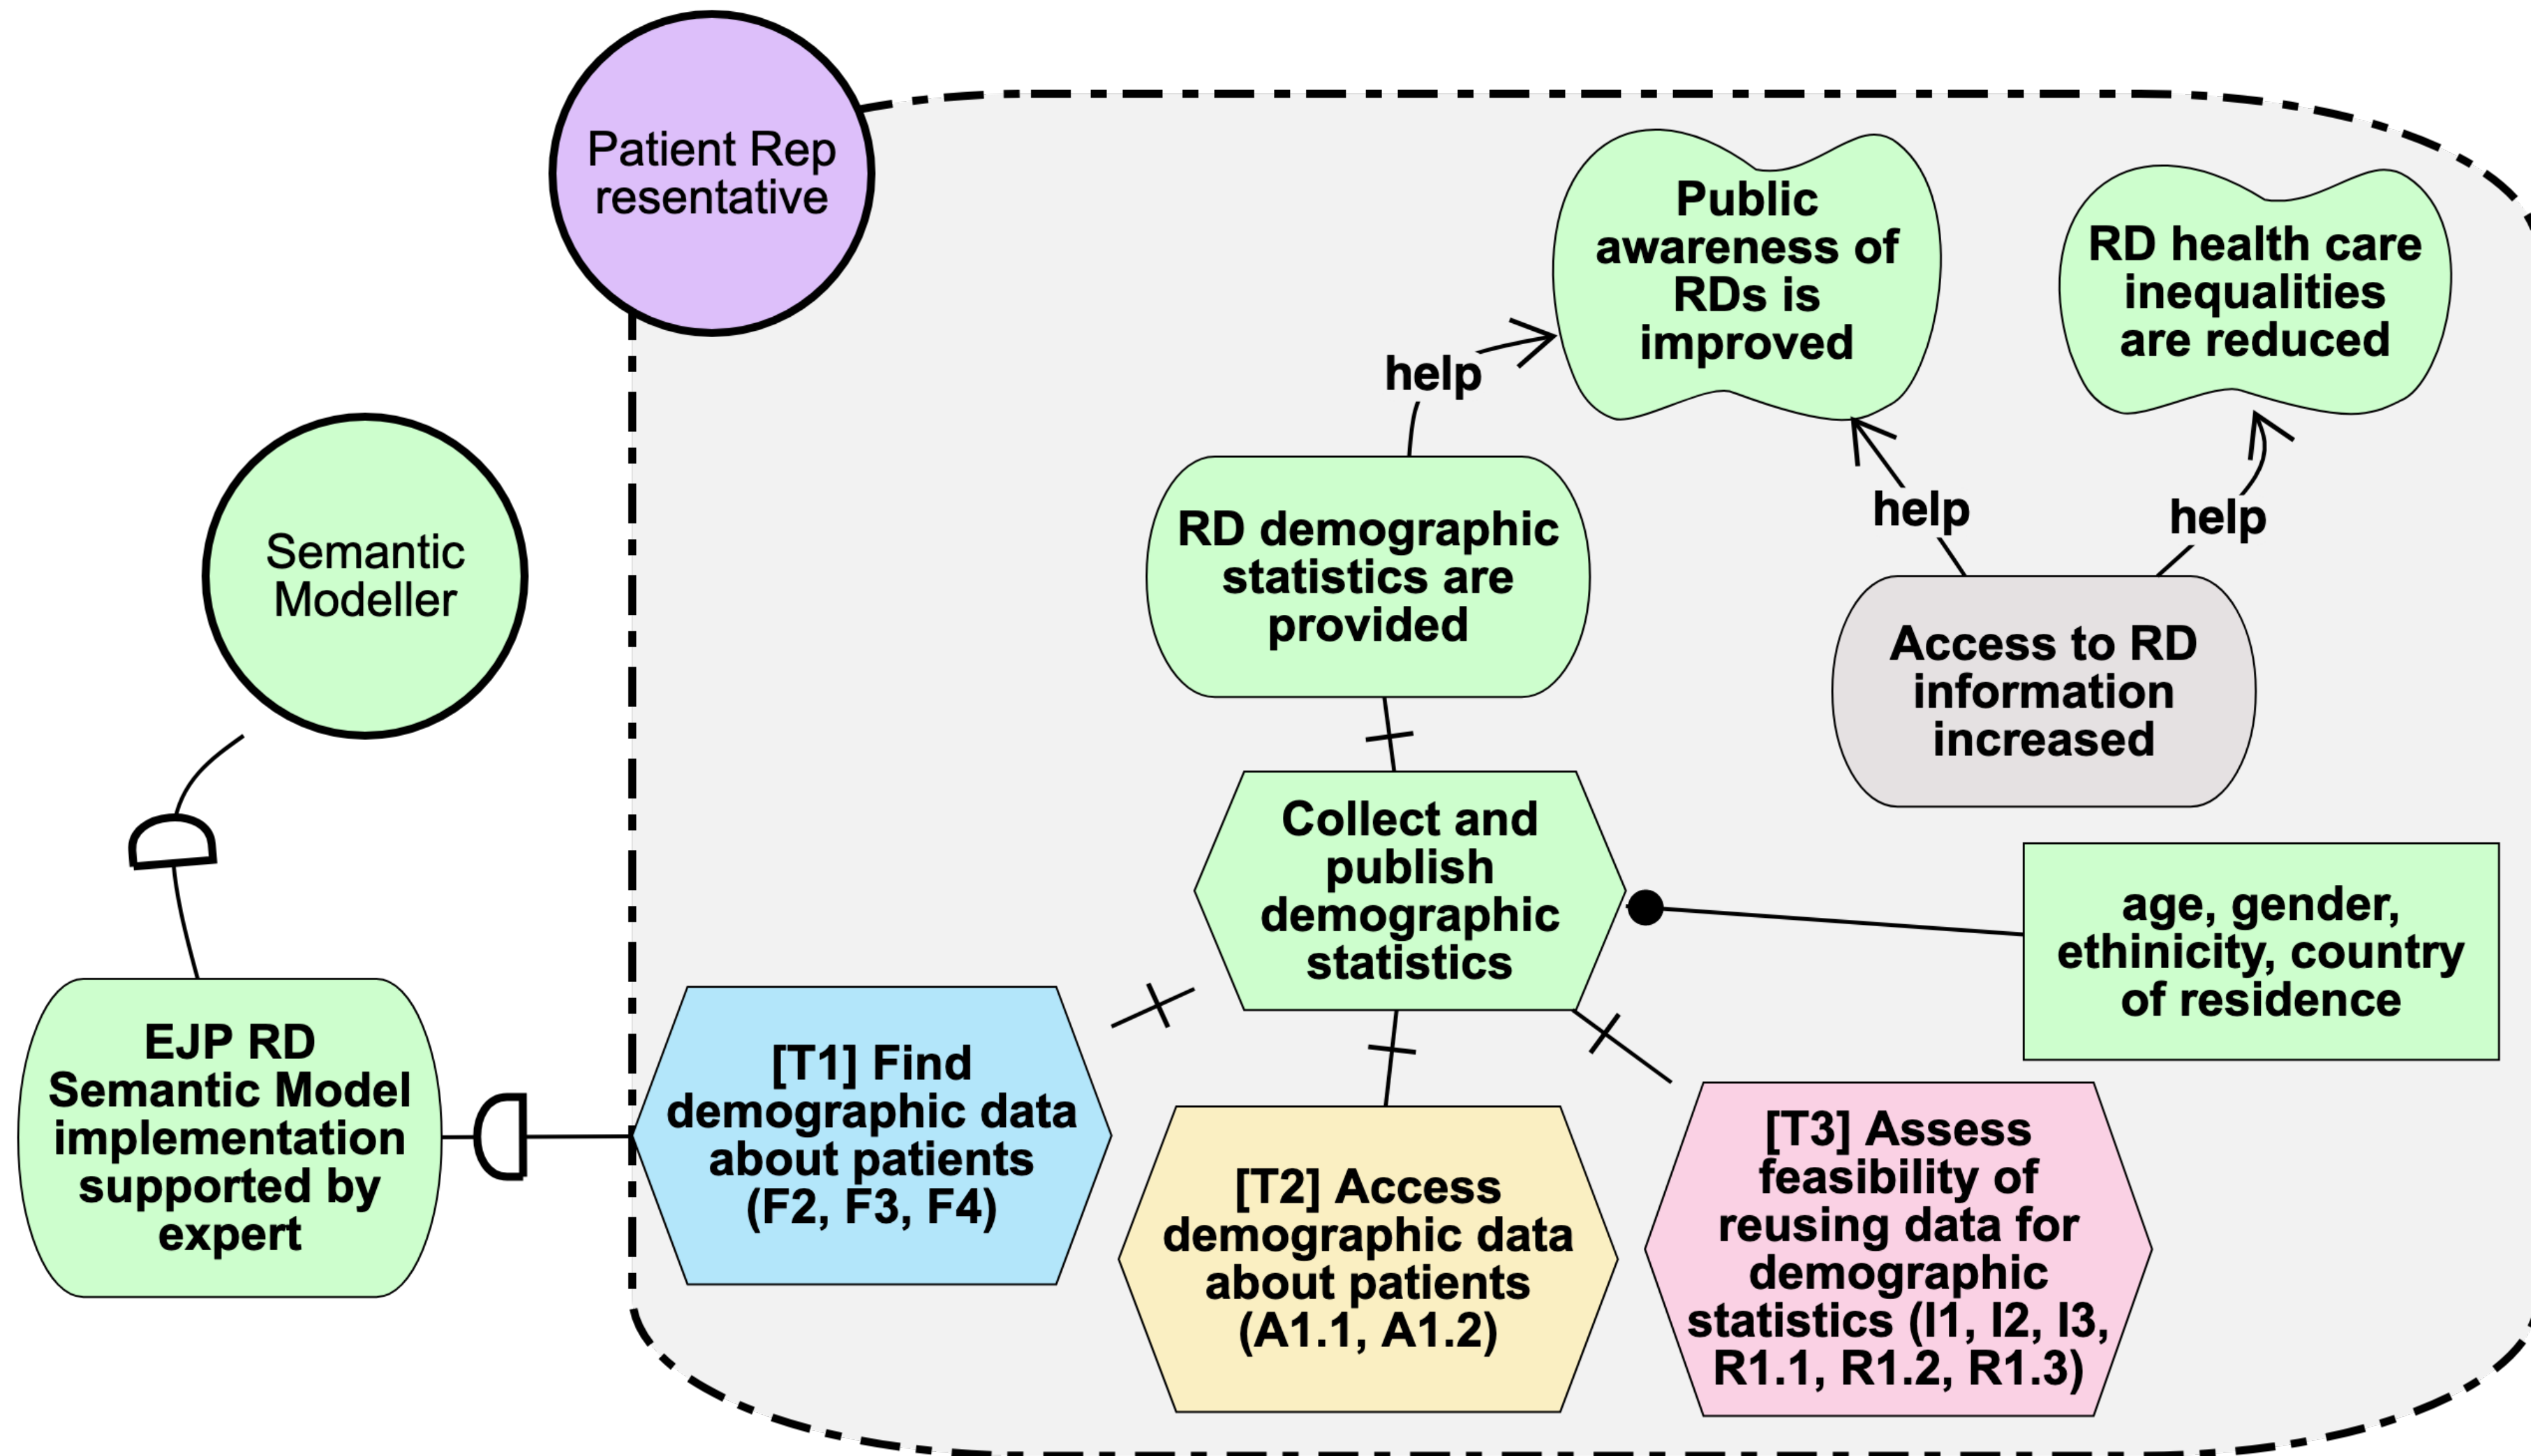 Patient Rep
resentative
Public
awareness of
RDs is
improved
RD health care
inequalities
are reduced
help
help
help
Semantic
Modeller
RD demographic
statistics are
provided
Access to RD
information
increased
Collect and
publish
demographic
statistics
age, gender,
ethinicity, country
of residence
EJP RD
Semantic Model
implementation
supported by
expert
[T1] Find
demographic data
about patients
(F2, F3, F4)
[T2] Access
demographic data
about patients
(A1.1, A1.2)
[T3] Assess
feasibility of
reusing data for
demographic
statistics (I1, I2, I3,
R1.1, R1.2, R1.3)